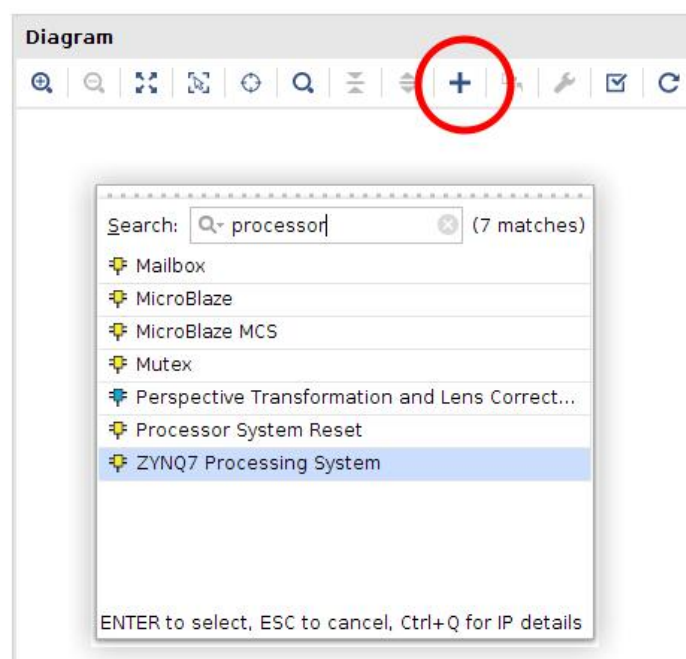 Diagram
Search: processor (7 matches)
Mailbox
MicroBlaze
MicroBlaze MCS
Mutex
Perspective Transformation and Lens Correct...
Processor System Reset
ZYNQ7 Processing System
ENTER to select, ESC to cancel, Ctrl+Q for IP details